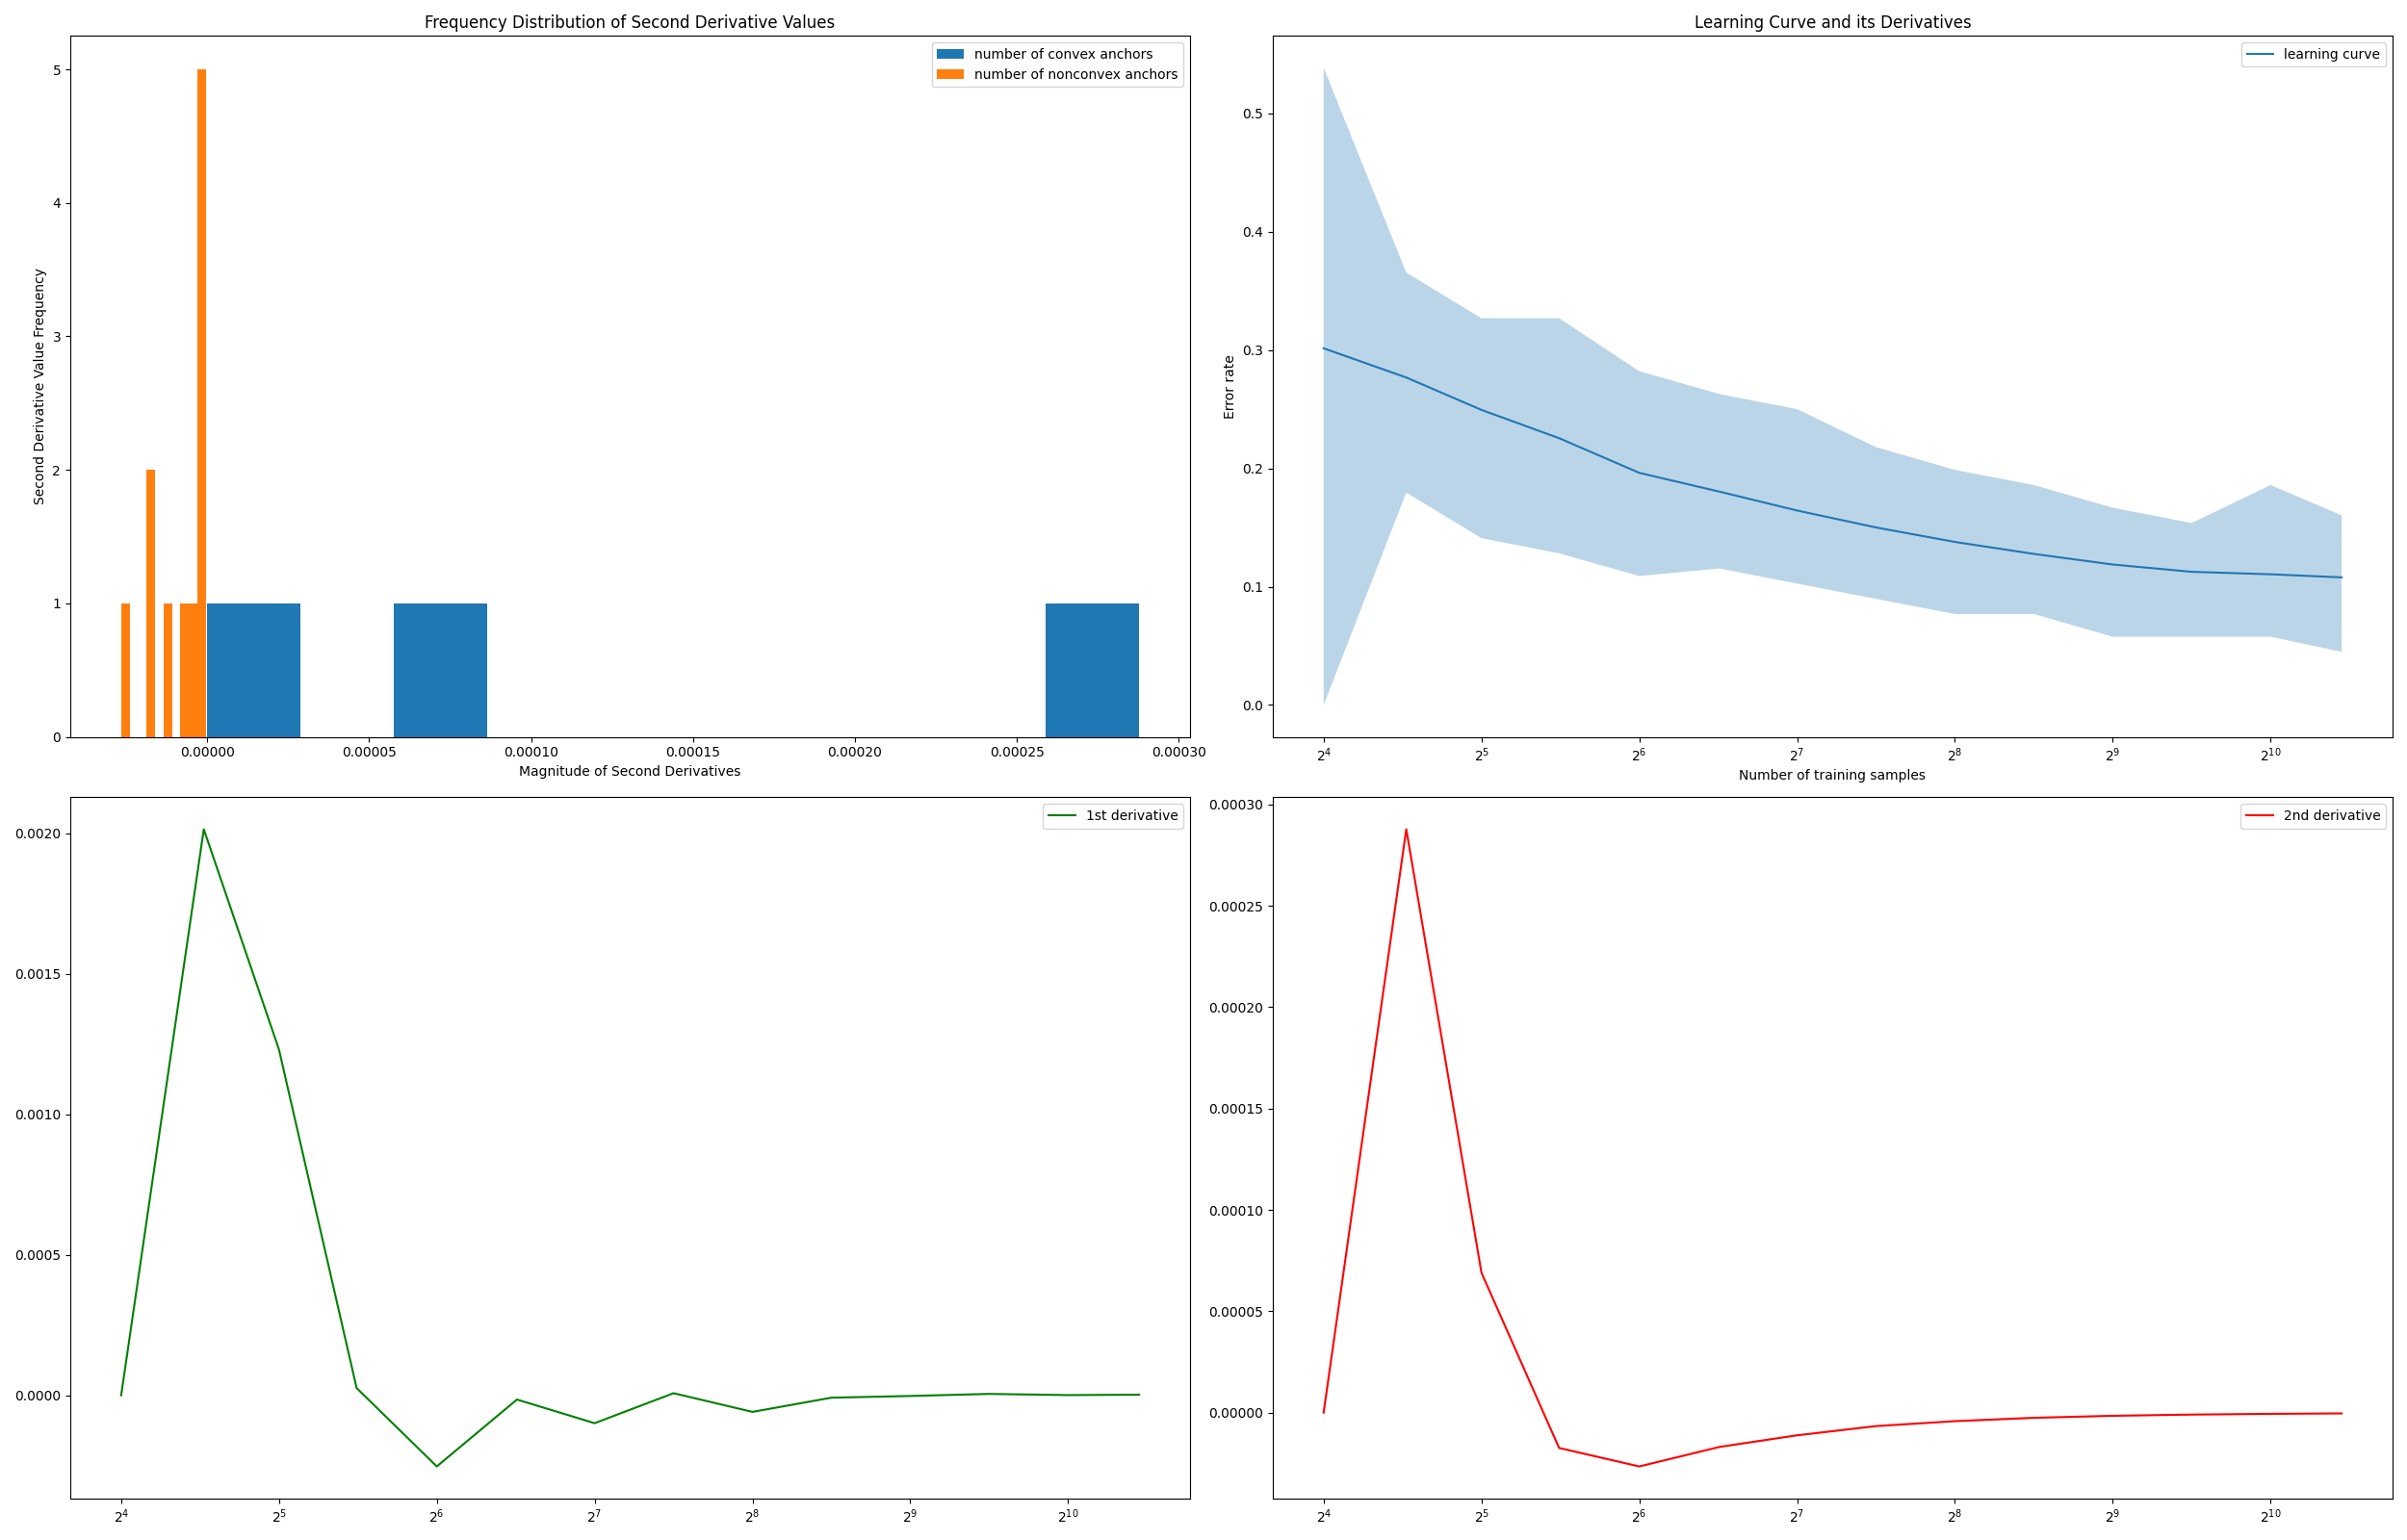 Frequency Distribution of Second Derivative Values
number of convex anchors
number of nonconvex anchors
5
4
3
2
1
0
Second Derivative Value Frequency
0.00000 0.00005 0.00010 0.00015 0.00020 0.00025 0.00030
Magnitude of Second Derivatives
Learning Curve and its Derivatives
learning curve
0.5
0.4
0.3
0.2
0.1
0.0
Error rate
2⁴ 2⁵ 2⁶ 2⁷ 2⁸ 2⁹ 2¹⁰
Number of training samples
1st derivative
0.0020
0.0015
0.0010
0.0005
0.0000
2⁴ 2⁵ 2⁶ 2⁷ 2⁸ 2⁹ 2¹⁰
2nd derivative
0.00030
0.00025
0.00020
0.00015
0.00010
0.00005
0.00000
2⁴ 2⁵ 2⁶ 2⁷ 2⁸ 2⁹ 2¹⁰